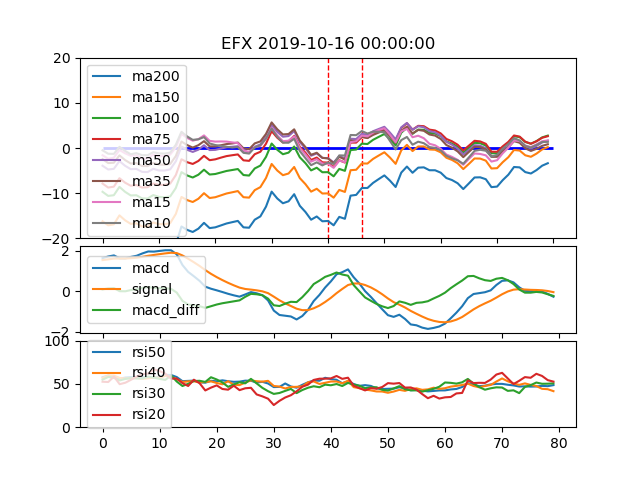 EFX 2019-10-16 00:00:00
20
10
0
−10
−20
ma200
ma150
ma100
ma75
ma50
ma35
ma15
ma10
2
0
−2
macd
signal
macd_diff
100
50
0
rsi50
rsi40
rsi30
rsi20
0 10 20 30 40 50 60 70 80